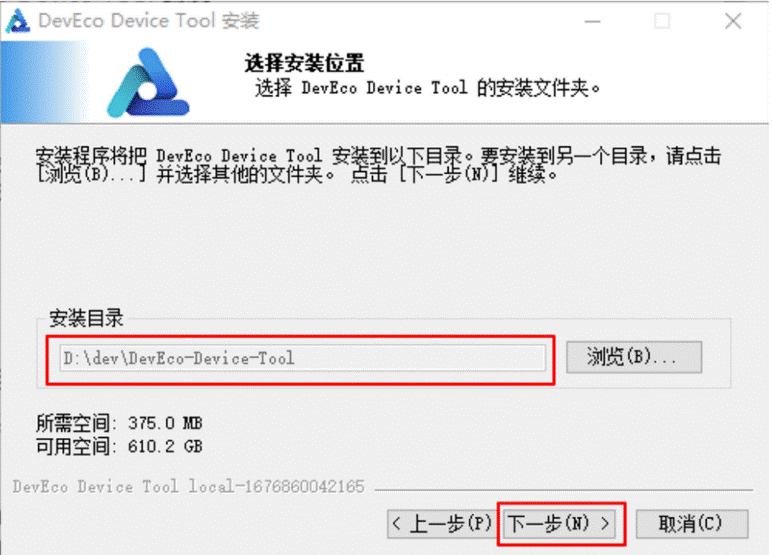 DevEco Device Tool 安装
选择安装位置
选择 DevEco Device Tool 的安装文件夹。
安装程序将把 DevEco Device Tool 安装到以下目录。要安装到另一个目录，请点击
[浏览(B)...] 并选择其他的文件夹。 点击 [下一步(N)] 继续。
安装目录
D:\dev\DevEco-Device-Tool
浏览(B)...
所需空间: 375.0 MB
可用空间: 610.2 GB
DevEco Device Tool local-1676860042165
< 上一步(P)
下一步(N) >
取消(C)